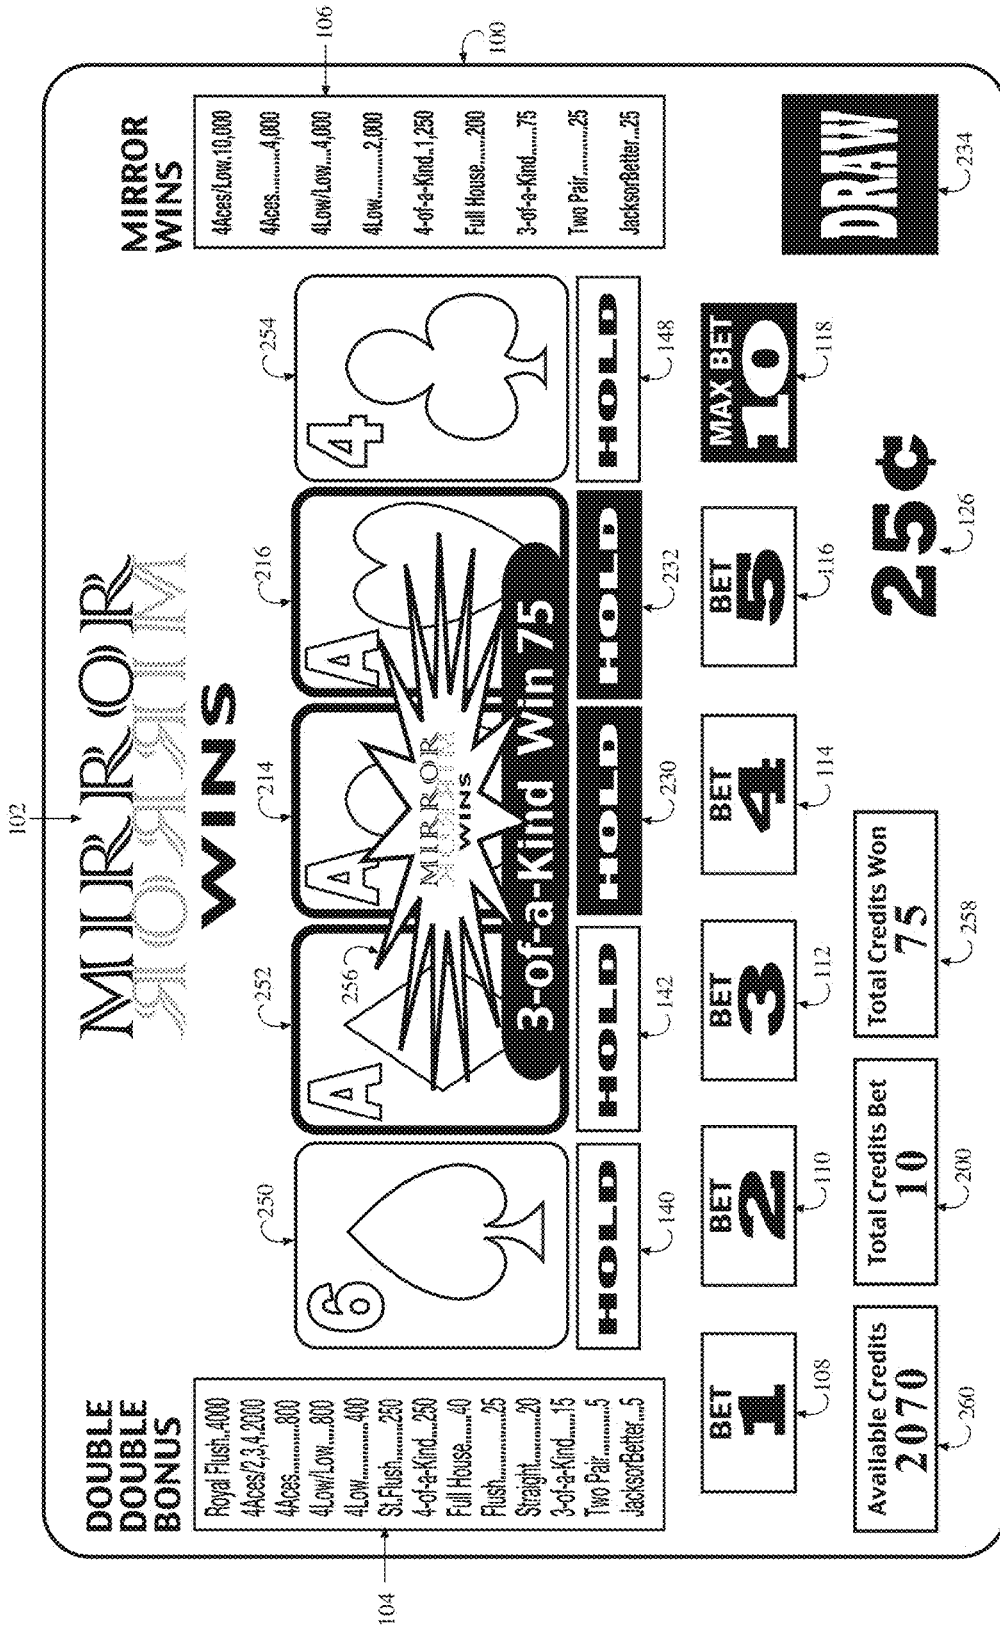 102
MIRROR
MIRROR
WINS
DOUBLE
DOUBLE
BONUS
MIRROR
WINS
106
100
104
Royal Flush..4000
4Aces/2,3,4.2000
4Aces............800
4Low/Low....800
4Low............400
St.Flush.......250
4-of-a-Kind....250
Full House.....40
Flush.............25
Straight.........20
3-of-a-Kind....15
Two Pair........5
JacksorBetter...5
4Aces/Low.10,000
4Aces...........4,000
4Low/Low....4,000
4Low...........2,000
4-of-a-Kind..1,250
Full House......200
3-of-a-Kind.....75
Two Pair.........25
JacksorBetter...25
250
252
214
216
254
6
A
A
A
4
256
MIRROR
MIRROR
WINS
3-of-a-Kind Win 75
HOLD
HOLD
HOLD
HOLD
HOLD
140
142
230
232
148
BET
1
BET
2
BET
3
BET
4
BET
5
MAX BET
10
DRAW
108
110
112
114
116
118
234
Available Credits
2070
Total Credits Bet
10
Total Credits Won
75
25¢
260
200
258
126